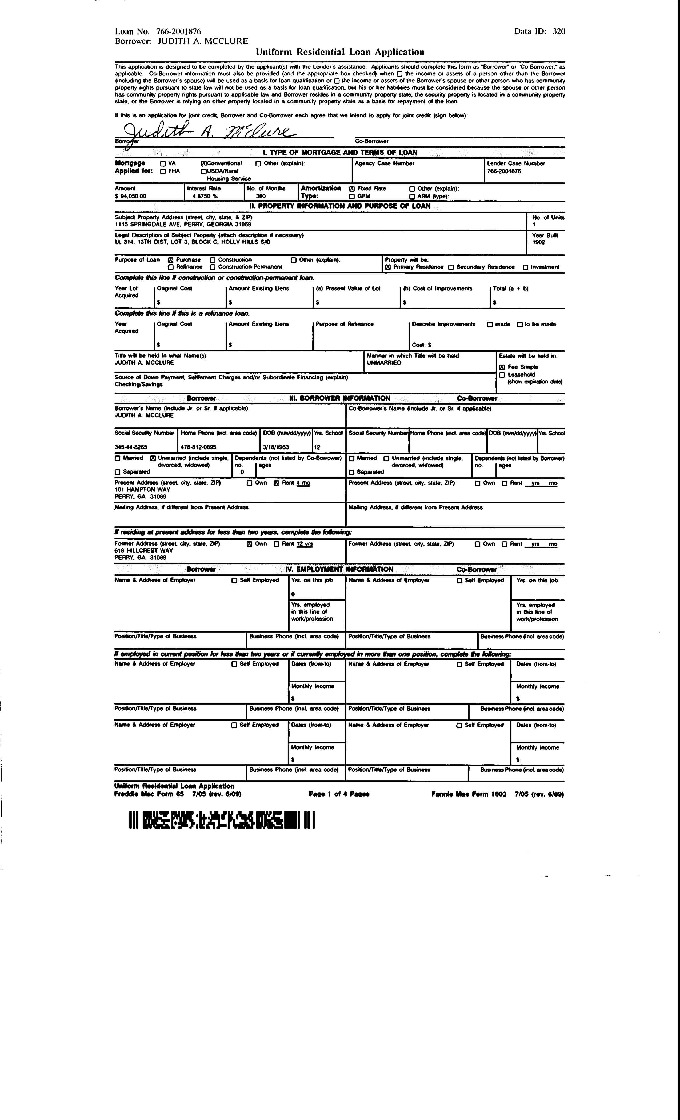 Loan No. 766-2001876 Data ID: 320
Borrower: JUDITH A. MCCLURE
Uniform Residential Loan Application
This application is designed to be completed by the applicant(s) with the Lender's assistance. Applicants should complete this form as "Borrower" or "Co-Borrower," as
applicable. Co-Borrower information must also be provided (and the appropriate box checked) when ☐ the income or assets of a person other than the Borrower
(including the Borrower's spouse) will be used as a basis for loan qualification or ☐ the income or assets of the Borrower's spouse or other person who has community
property rights pursuant to state law will not be used as a basis for loan qualification, but his or her liabilities must be considered because the spouse or other person
has community property rights pursuant to applicable law and Borrower resides in a community property state, the security property is located in a community property
state, or the Borrower is relying on other property located in a community property state as a basis for repayment of the loan.
If this is an application for joint credit, Borrower and Co-Borrower each agree that we intend to apply for joint credit (sign below)
Judith A. McClure
Borrower Co-Borrower
I. TYPE OF MORTGAGE AND TERMS OF LOAN
Mortgage ☐ VA ☒ Conventional ☐ Other (explain): Agency Case Number Lender Case Number
Applied for: ☐ FHA ☐ USDA/Rural 766-2001876
Housing Service
Amount Interest Rate No. of Months Amortization ☒ Fixed Rate ☐ Other (explain):
$ 94,050.00 4.8750 % 360 Type: ☐ GPM ☐ ARM (type):
II. PROPERTY INFORMATION AND PURPOSE OF LOAN
Subject Property Address (street, city, state, & ZIP) No. of Units
1115 SPRINGDALE AVE, PERRY, GEORGIA 31069 1
Legal Description of Subject Property (attach description if necessary) Year Built
LL 314, 13TH DIST, LOT 3, BLOCK C, HOLLY HILLS S/D
Purpose of Loan ☒ Purchase ☐ Construction ☐ Other (explain): Property will be:
☐ Refinance ☐ Construction-Permanent ☒ Primary Residence ☐ Secondary Residence ☐ Investment
Complete this line if construction or construction-permanent loan.
Year Lot Original Cost Amount Existing Liens (a) Present Value of Lot (b) Cost of Improvements Total (a + b)
Acquired
$ $ $ $ $
Complete this line if this is a refinance loan.
Year Original Cost Amount Existing Liens Purpose of Refinance Describe Improvements ☐ made ☐ to be made
Acquired
$ $ Cost: $
Title will be held in what Name(s) Manner in which Title will be held Estate will be held in:
JUDITH A. MCCLURE UNMARRIED ☒ Fee Simple
Source of Down Payment, Settlement Charges and/or Subordinate Financing (explain) ☐ Leasehold
Checking/Savings (show expiration date)
Borrower III. BORROWER INFORMATION Co-Borrower
Borrower's Name (include Jr. or Sr. if applicable) Co-Borrower's Name (include Jr. or Sr. if applicable)
JUDITH A. MCCLURE
Social Security Number Home Phone (incl. area code) DOB (mm/dd/yyyy) Yrs. School Social Security Number Home Phone (incl. area code) DOB (mm/dd/yyyy) Yrs. School
478-812-0695 3/18/1953 12
☐ Married ☒ Unmarried (include single, divorced, widowed) Dependents (not listed by Co-Borrower) ☐ Married ☐ Unmarried (include single, divorced, widowed) Dependents (not listed by Borrower)
☐ Separated no. 0 ages ☐ Separated no. ages
Present Address (street, city, state, ZIP) ☐ Own ☒ Rent 4 mo Present Address (street, city, state, ZIP) ☐ Own ☐ Rent yrs mo
101 HAMPTON WAY
PERRY, GA 31069
Mailing Address, if different from Present Address Mailing Address, if different from Present Address
If residing at present address for less than two years, complete the following:
Former Address (street, city, state, ZIP) ☒ Own ☐ Rent 12 yrs Former Address (street, city, state, ZIP) ☐ Own ☐ Rent yrs mo
616 HILLCREST WAY
PERRY, GA 31069
Borrower IV. EMPLOYMENT INFORMATION Co-Borrower
Name & Address of Employer ☐ Self Employed Yrs. on this job Name & Address of Employer ☐ Self Employed Yrs. on this job
Yrs. employed Yrs. employed
in this line of in this line of
work/profession work/profession
Position/Title/Type of Business Business Phone (incl. area code) Position/Title/Type of Business Business Phone (incl. area code)
If employed in current position for less than two years or if currently employed in more than one position, complete the following:
Name & Address of Employer ☐ Self Employed Dates (from-to) Name & Address of Employer ☐ Self Employed Dates (from-to)
Monthly Income Monthly Income
$ $
Position/Title/Type of Business Business Phone (incl. area code) Position/Title/Type of Business Business Phone (incl. area code)
Name & Address of Employer ☐ Self Employed Dates (from-to) Name & Address of Employer ☐ Self Employed Dates (from-to)
Monthly Income Monthly Income
$ $
Position/Title/Type of Business Business Phone (incl. area code) Position/Title/Type of Business Business Phone (incl. area code)
Uniform Residential Loan Application
Freddie Mac Form 65 7/05 (rev. 6/09) Page 1 of 4 Pages Fannie Mae Form 1003 7/05 (rev. 6/09)